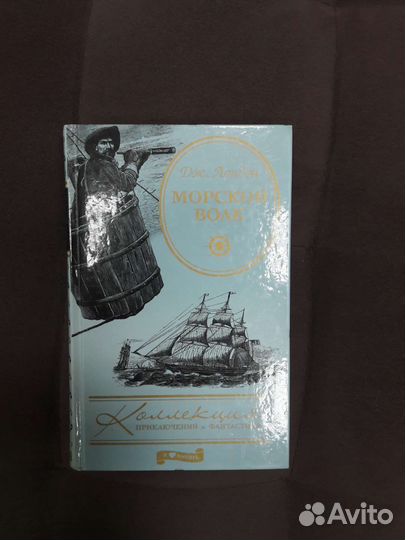 Дж. Лондон
МОРСКОЙ
ВОЛК
Коллекция
ПРИКЛЮЧЕНИЙ и ФАНТАСТИКИ
Avito